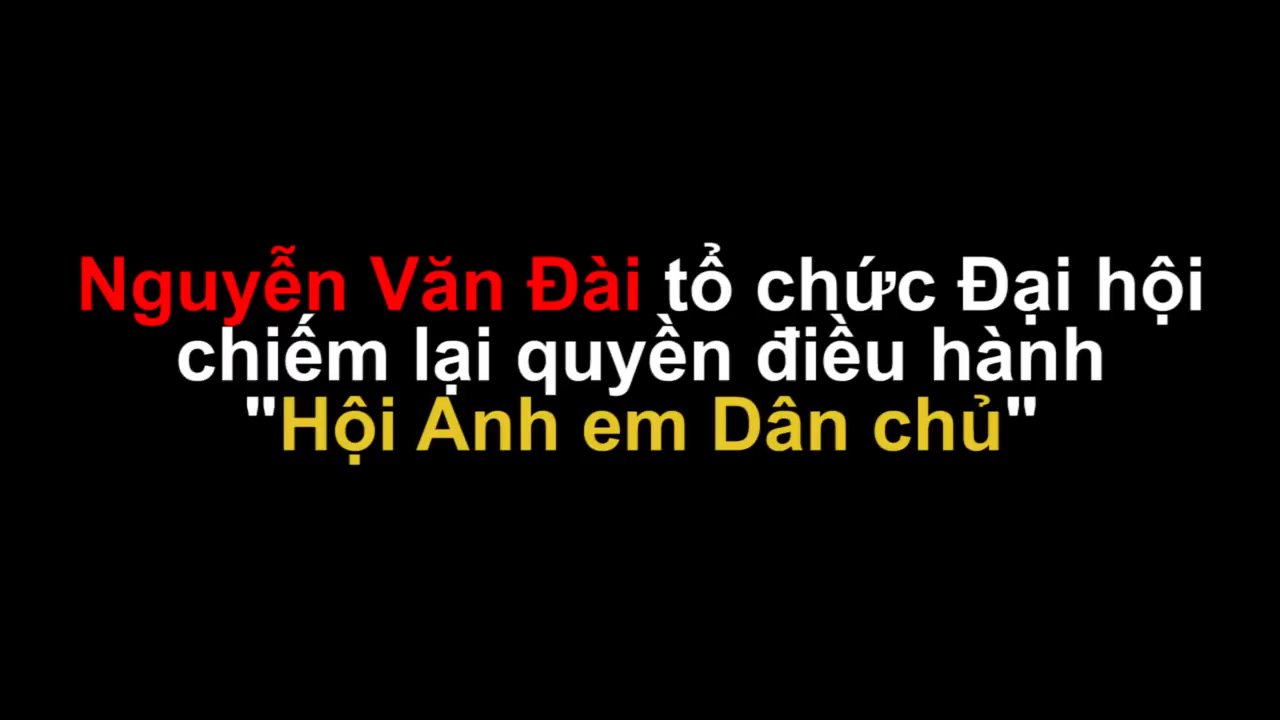 Nguyễn Văn Đài tổ chức Đại hội
chiếm lại quyền điều hành
"Hội Anh em Dân chủ"